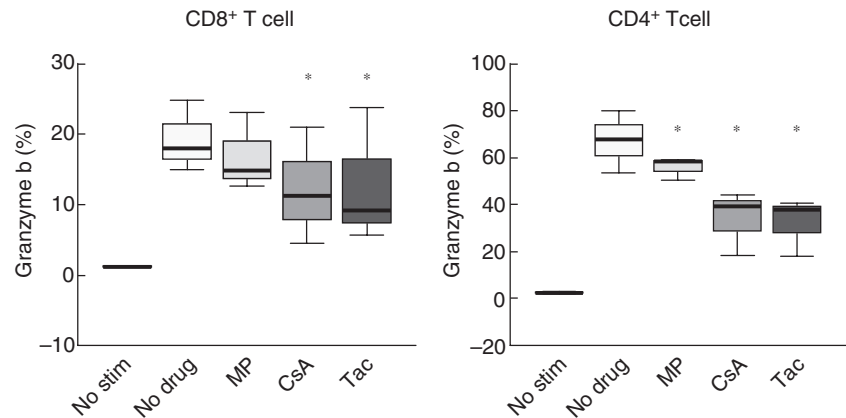 CD8⁺ T cell
Granzyme b (%)
30
20
10
0
–10
* *
No stim
No drug
MP
CsA
Tac
CD4⁺ Tcell
Granzyme b (%)
100
80
60
40
20
0
–20
* * *
No stim
No drug
MP
CsA
Tac